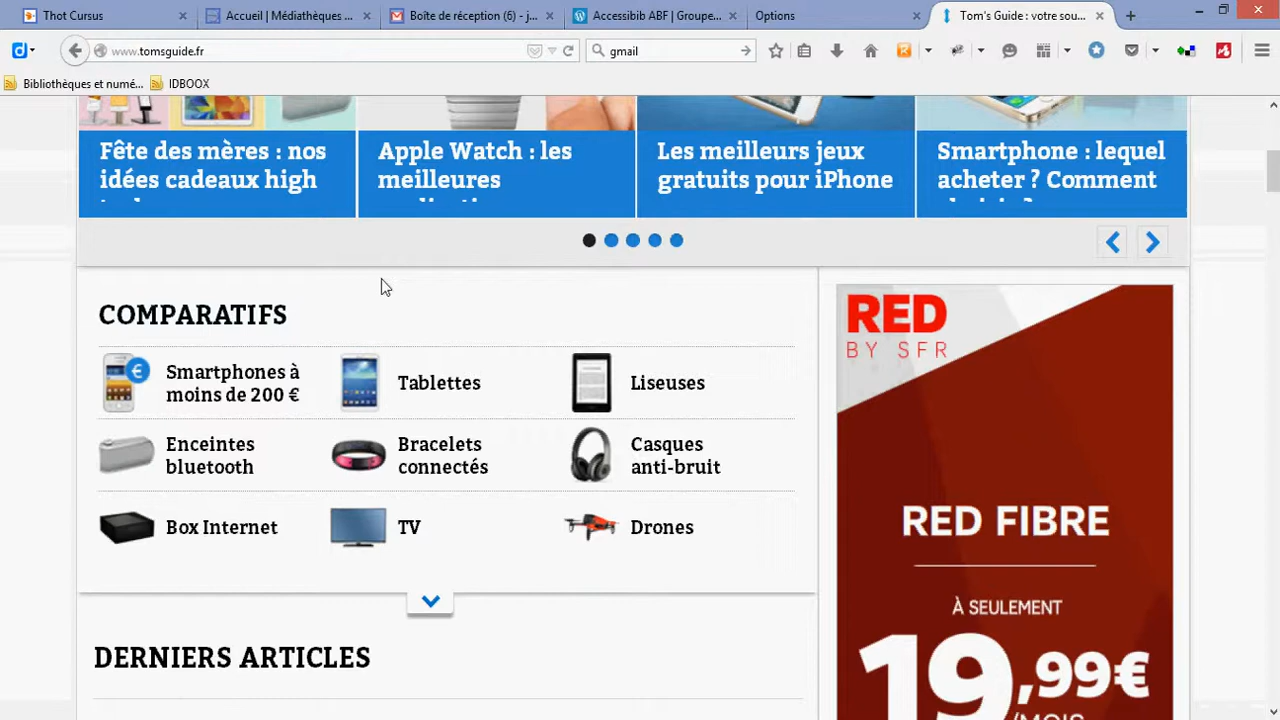 Thot Cursus
Accueil | Médiathèques ...
Boîte de réception (6) - j...
Accessibib ABF | Groupe...
Options
Tom's Guide : votre sou...
www.tomsguide.fr
gmail
Bibliothèques et numé...
IDBOOX
Fête des mères : nos
idées cadeaux high
Apple Watch : les
meilleures
Les meilleurs jeux
gratuits pour iPhone
Smartphone : lequel
acheter ? Comment
COMPARATIFS
Smartphones à
moins de 200 €
Tablettes
Liseuses
Enceintes
bluetooth
Bracelets
connectés
Casques
anti-bruit
Box Internet
TV
Drones
DERNIERS ARTICLES
RED
BY SFR
RED FIBRE
À SEULEMENT
19,99€
/MOIS